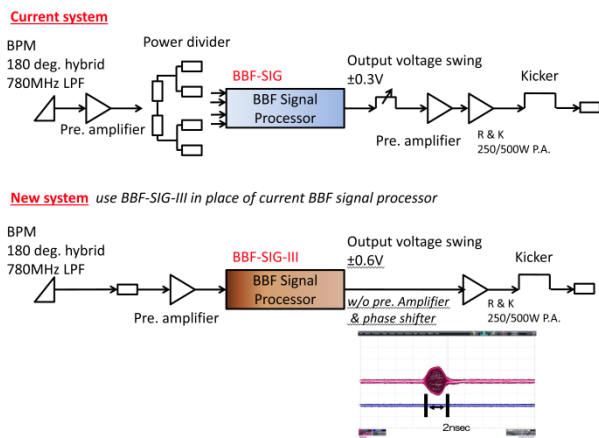 Current system
BPM
180 deg. hybrid
780MHz LPF
Power divider
BBF-SIG
BBF Signal
Processor
Output voltage swing
±0.3V
Kicker
Pre. amplifier
Pre. amplifier
R & K
250/500W P.A.
New system use BBF-SIG-III in place of current BBF signal processor
BPM
180 deg. hybrid
780MHz LPF
BBF-SIG-III
BBF Signal
Processor
Output voltage swing
±0.6V
Kicker
Pre. amplifier
w/o pre. Amplifier
& phase shifter
R & K
250/500W P.A.
2nsec